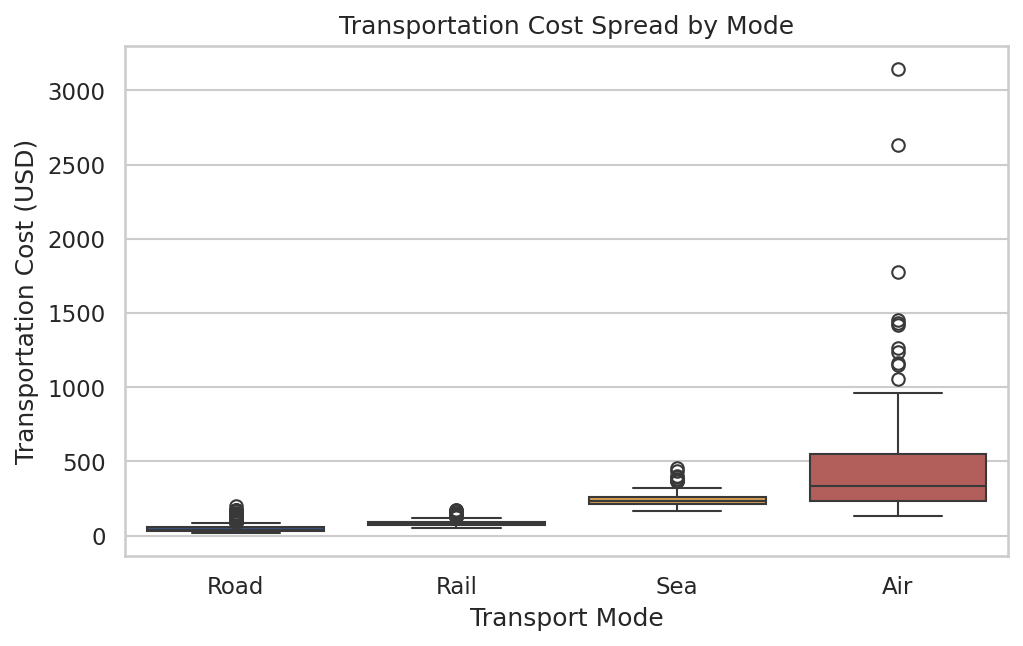 Transportation Cost Spread by Mode
Transportation Cost (USD)
3000
2500
2000
1500
1000
500
0
Road Rail Sea Air
Transport Mode